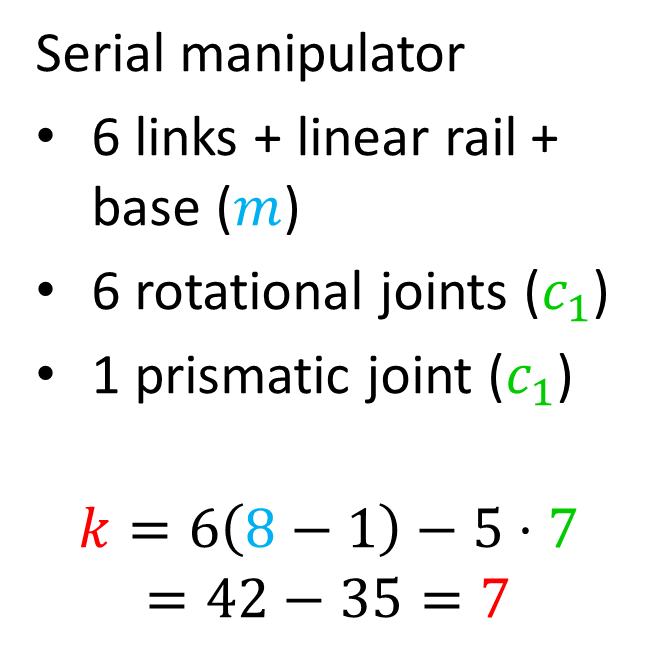 Serial manipulator
• 6 links + linear rail +
base (m)
• 6 rotational joints (c₁)
• 1 prismatic joint (c₁)
k = 6(8 − 1) − 5 · 7
= 42 − 35 = 7